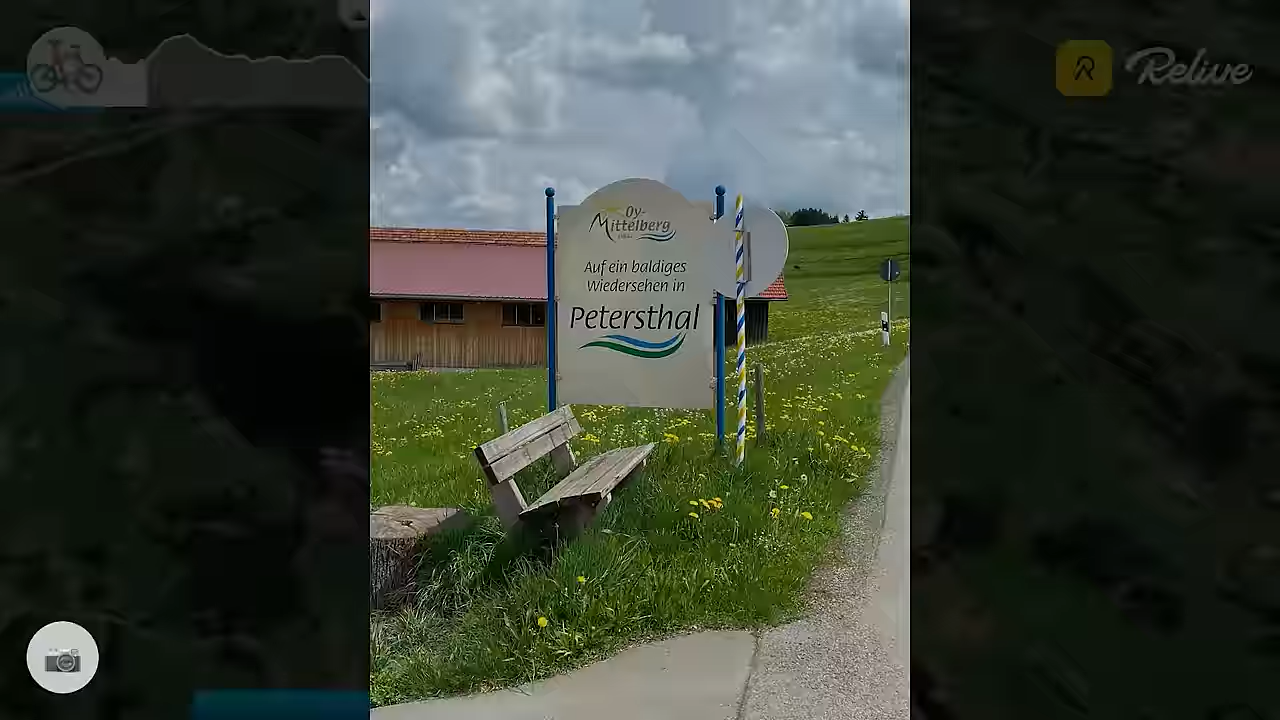 Relive
Oy-
Mittelberg
Auf ein baldiges
Wiedersehen in
Petersthal